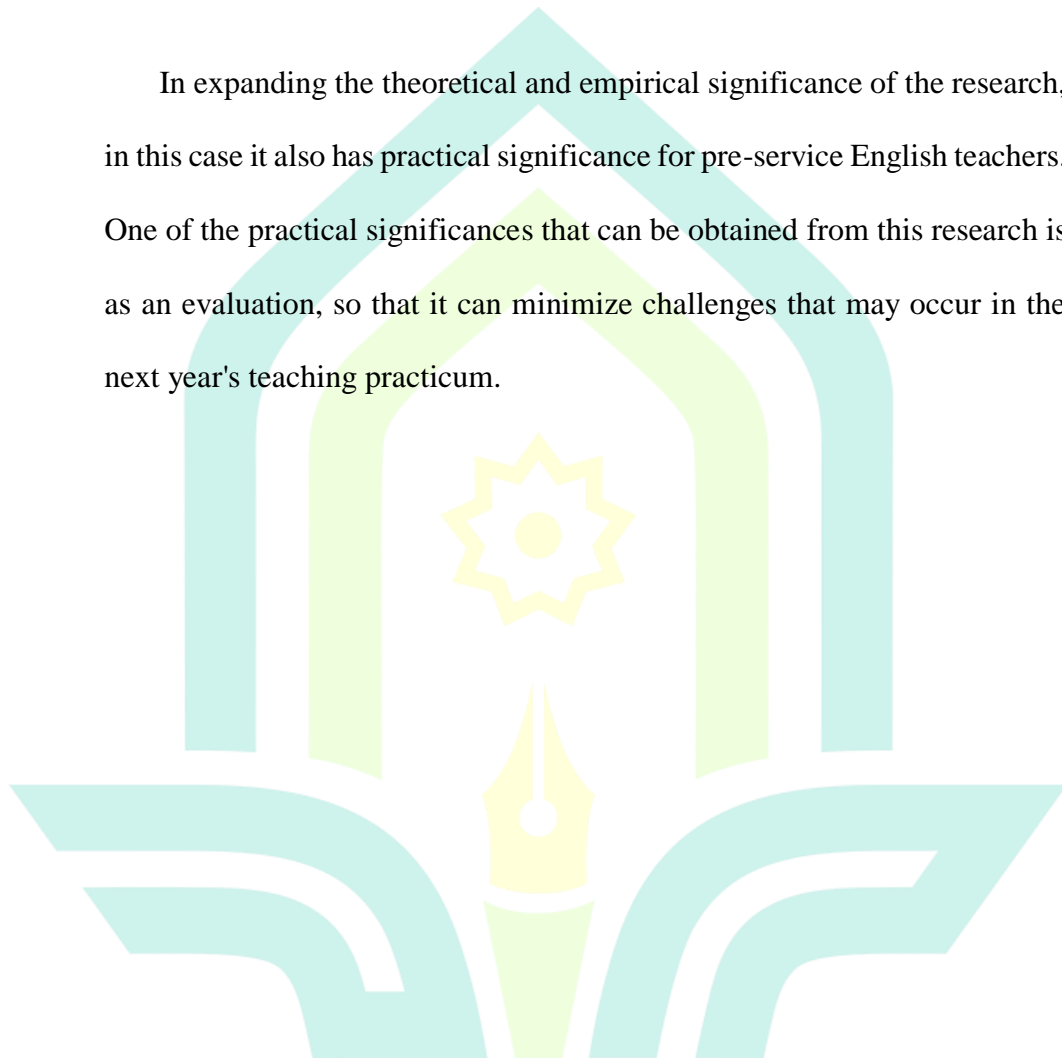 In expanding the theoretical and empirical significance of the research,
in this case it also has practical significance for pre-service English teachers.
One of the practical significances that can be obtained from this research is
as an evaluation, so that it can minimize challenges that may occur in the
next year's teaching practicum.